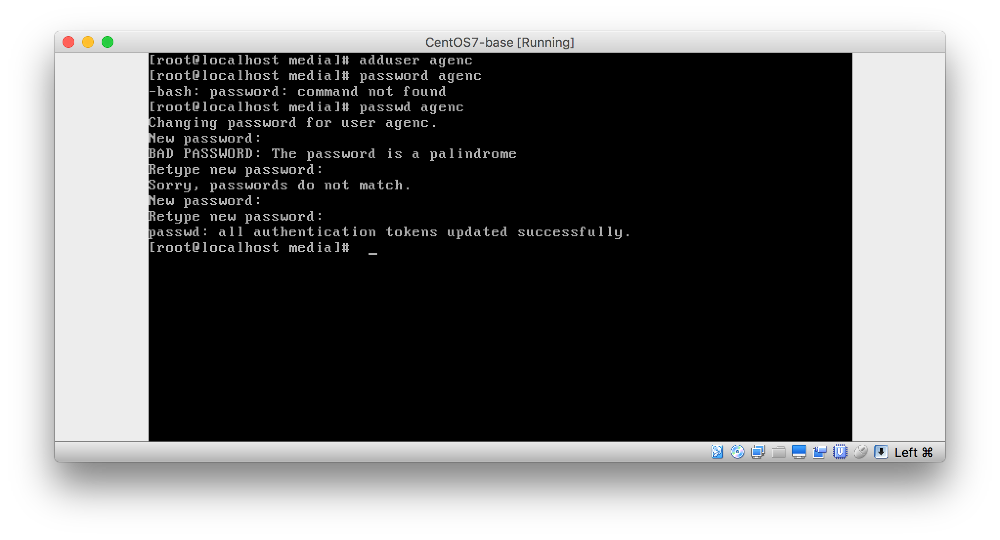 CentOS7-base [Running]
[root@localhost media]# adduser agenc
[root@localhost media]# password agenc
-bash: password: command not found
[root@localhost media]# passwd agenc
Changing password for user agenc.
New password:
BAD PASSWORD: The password is a palindrome
Retype new password:
Sorry, passwords do not match.
New password:
Retype new password:
passwd: all authentication tokens updated successfully.
[root@localhost media]#  _
Left ⌘